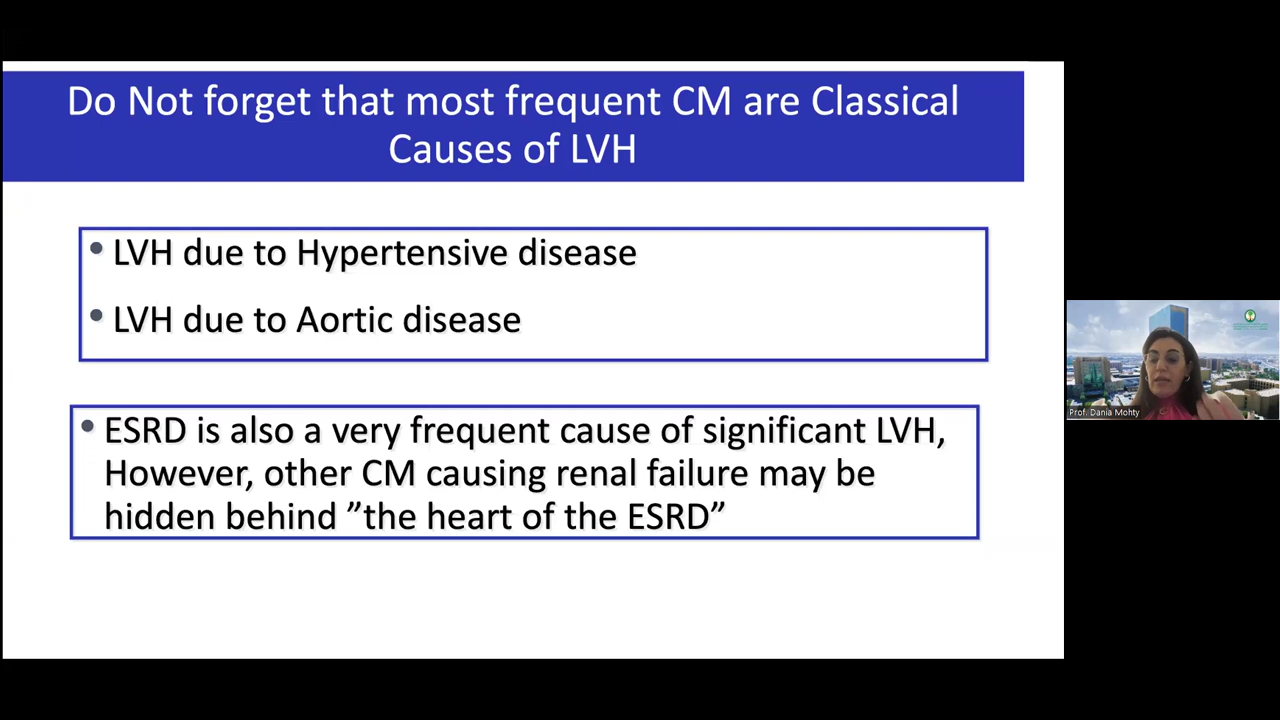 Do Not forget that most frequent CM are Classical
Causes of LVH
• LVH due to Hypertensive disease
• LVH due to Aortic disease
• ESRD is also a very frequent cause of significant LVH,
However, other CM causing renal failure may be
hidden behind ”the heart of the ESRD”
Prof. Dania Mohty